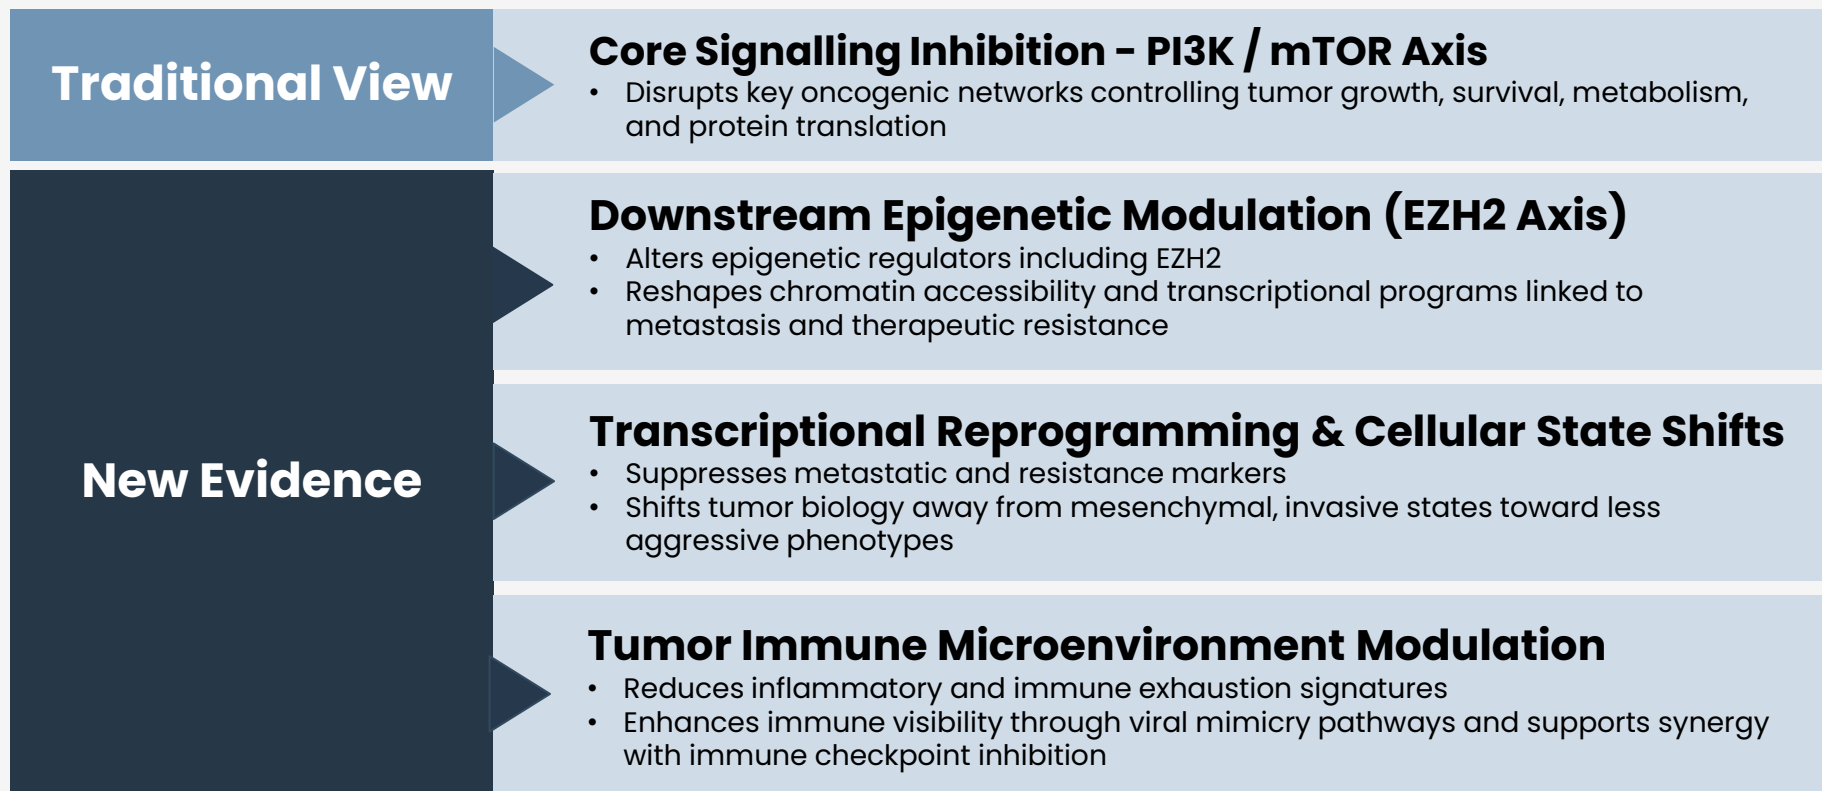 Traditional View
Core Signalling Inhibition - PI3K / mTOR Axis
• Disrupts key oncogenic networks controlling tumor growth, survival, metabolism,
and protein translation
New Evidence
Downstream Epigenetic Modulation (EZH2 Axis)
• Alters epigenetic regulators including EZH2
• Reshapes chromatin accessibility and transcriptional programs linked to
metastasis and therapeutic resistance
Transcriptional Reprogramming & Cellular State Shifts
• Suppresses metastatic and resistance markers
• Shifts tumor biology away from mesenchymal, invasive states toward less
aggressive phenotypes
Tumor Immune Microenvironment Modulation
• Reduces inflammatory and immune exhaustion signatures
• Enhances immune visibility through viral mimicry pathways and supports synergy
with immune checkpoint inhibition